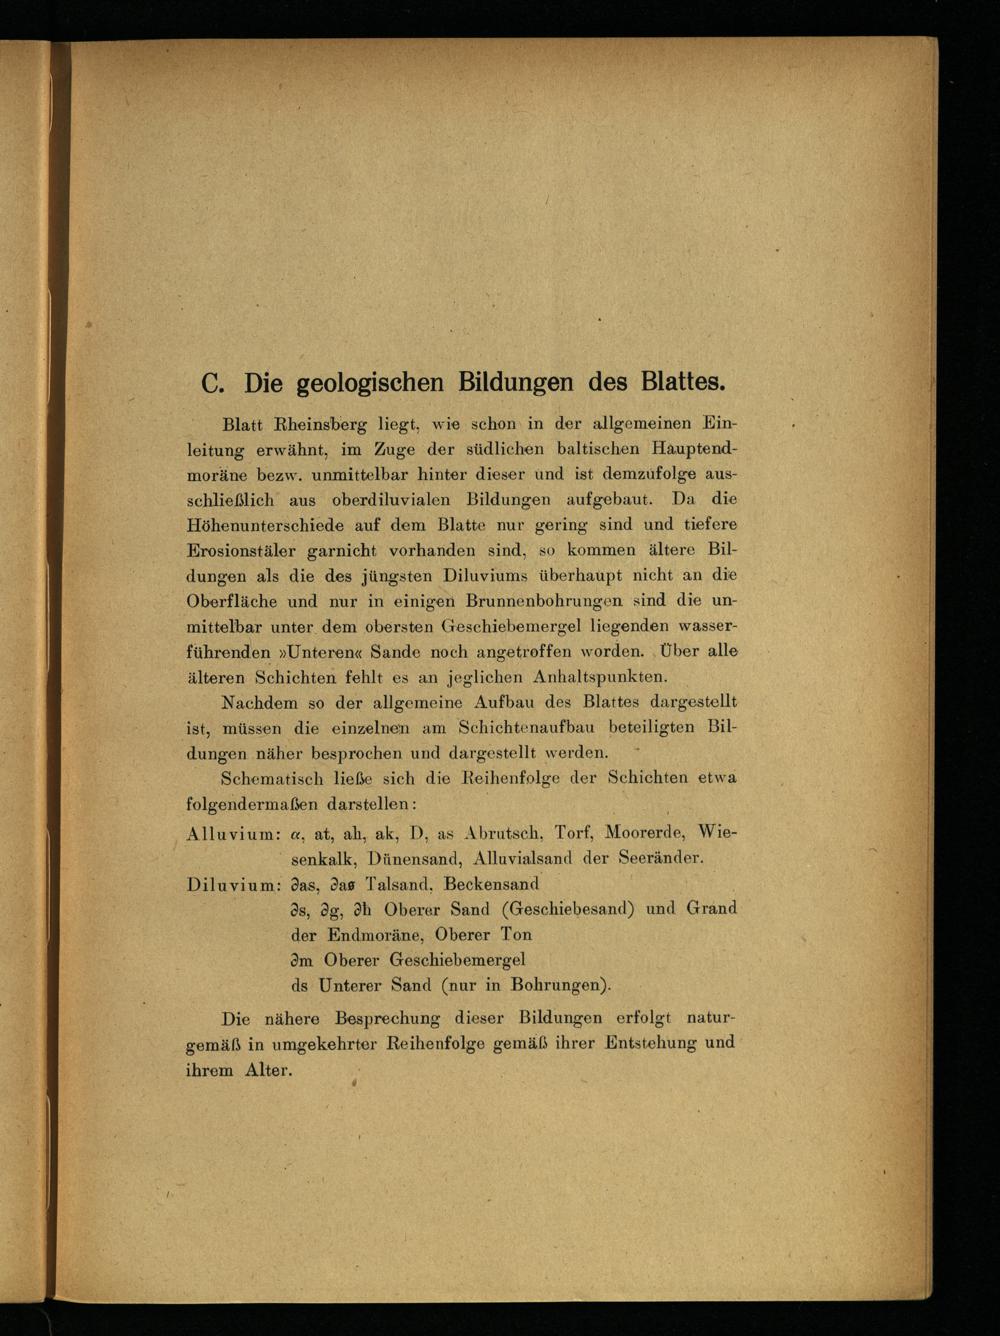 C. Die geologischen Bildungen des Blattes.
Blatt Rheinsberg liegt, wie schon in der allgemeinen Ein-
leitung erwähnt, im Zuge der südlichen baltischen Hauptend-
moräne bezw. unmittelbar hinter dieser und ist demzufolge aus-
schließlich aus oberdiluvialen Bildungen aufgebaut. Da die
Höhenunterschiede auf dem Blatte nur gering sind und tiefere
Erosionstäler garnicht vorhanden sind, so kommen ältere Bil-
dungen als die des jüngsten Diluviums überhaupt nicht an die
Oberfläche und nur in einigen Brunnenbohrungen sind die un-
mittelbar unter dem obersten Geschiebemergel liegenden wasser-
führenden »Unteren« Sande noch angetroffen worden. Über alle
älteren Schichten fehlt es an jeglichen Anhaltspunkten.
Nachdem so der allgemeine Aufbau des Blattes dargestellt
ist, müssen die einzelnen am Schichtenaufbau beteiligten Bil-
dungen näher besprochen und dargestellt werden.
Schematisch ließe sich die Reihenfolge der Schichten etwa
folgendermaßen darstellen:
Alluvium: α, at, ah, ak, D, as Abrutsch, Torf, Moorerde, Wie-
senkalk, Dünensand, Alluvialsand der Seeränder.
Diluvium: ∂as, ∂aσ Talsand, Beckensand
∂s, ∂g, ∂h Oberer Sand (Geschiebesand) und Grand
der Endmoräne, Oberer Ton
∂m Oberer Geschiebemergel
ds Unterer Sand (nur in Bohrungen).
Die nähere Besprechung dieser Bildungen erfolgt natur-
gemäß in umgekehrter Reihenfolge gemäß ihrer Entstehung und
ihrem Alter.